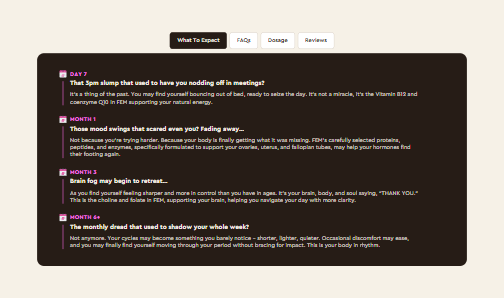 What To Expect
FAQs
Dosage
Reviews
DAY 7
That 3pm slump that used to have you nodding off in meetings?
It's a thing of the past. You may find yourself bouncing out of bed, ready to seize the day. It's not a miracle, it's the Vitamin B12 and
coenzyme Q10 in FEM supporting your natural energy.
MONTH 1
Those mood swings that scared even you? Fading away...
Not because you're trying harder. Because your body is finally getting what it was missing. FEM's carefully selected proteins,
peptides, and enzymes, specifically formulated to support your ovaries, uterus, and fallopian tubes, may help your hormones find
their footing again.
MONTH 3
Brain fog may begin to retreat...
As you find yourself feeling sharper and more in control than you have in ages. It's your brain, body, and soul saying, "THANK YOU."
This is the choline and folate in FEM, supporting your brain, helping you navigate your day with more clarity.
MONTH 6+
The monthly dread that used to shadow your whole week?
Not anymore. Your cycles may become something you barely notice – shorter, lighter, quieter. Occasional discomfort may ease,
and you may finally find yourself moving through your period without bracing for impact. This is your body in rhythm.